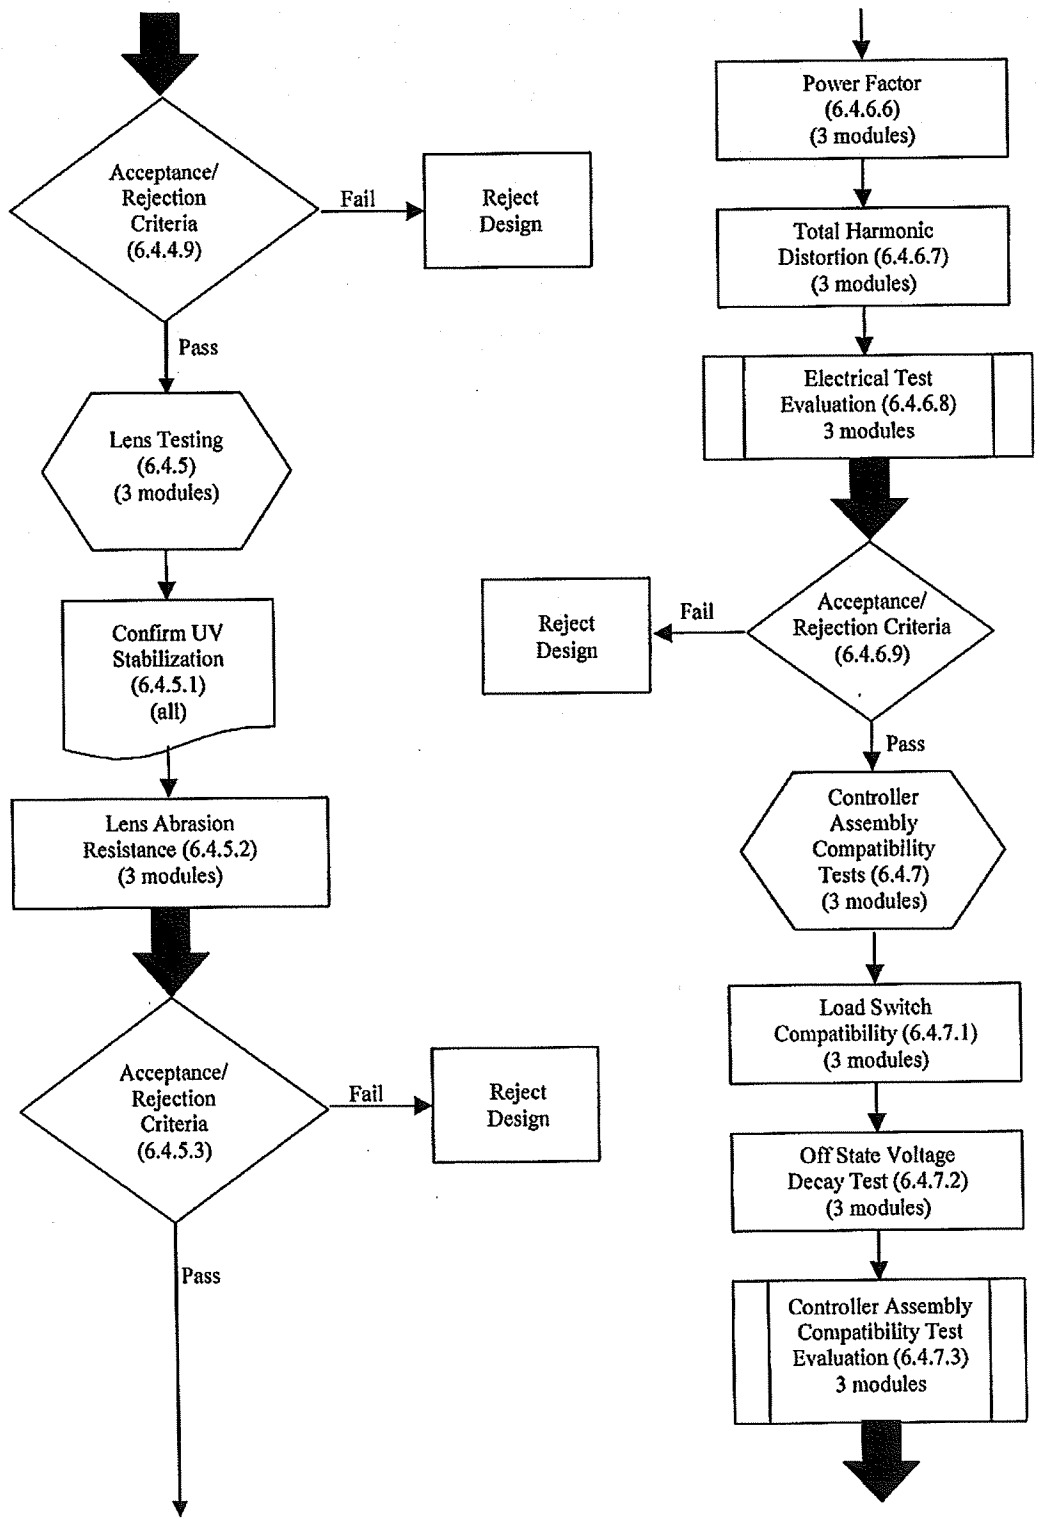 Acceptance/
Rejection
Criteria
(6.4.4.9)
Fail
Reject
Design
Pass
Lens Testing
(6.4.5)
(3 modules)
Confirm UV
Stabilization
(6.4.5.1)
(all)
Lens Abrasion
Resistance (6.4.5.2)
(3 modules)
Acceptance/
Rejection
Criteria
(6.4.5.3)
Fail
Reject
Design
Pass
Power Factor
(6.4.6.6)
(3 modules)
Total Harmonic
Distortion (6.4.6.7)
(3 modules)
Electrical Test
Evaluation (6.4.6.8)
3 modules
Acceptance/
Rejection Criteria
(6.4.6.9)
Fail
Reject
Design
Pass
Controller
Assembly
Compatibility
Tests (6.4.7)
(3 modules)
Load Switch
Compatibility (6.4.7.1)
(3 modules)
Off State Voltage
Decay Test (6.4.7.2)
(3 modules)
Controller Assembly
Compatibility Test
Evaluation (6.4.7.3)
3 modules